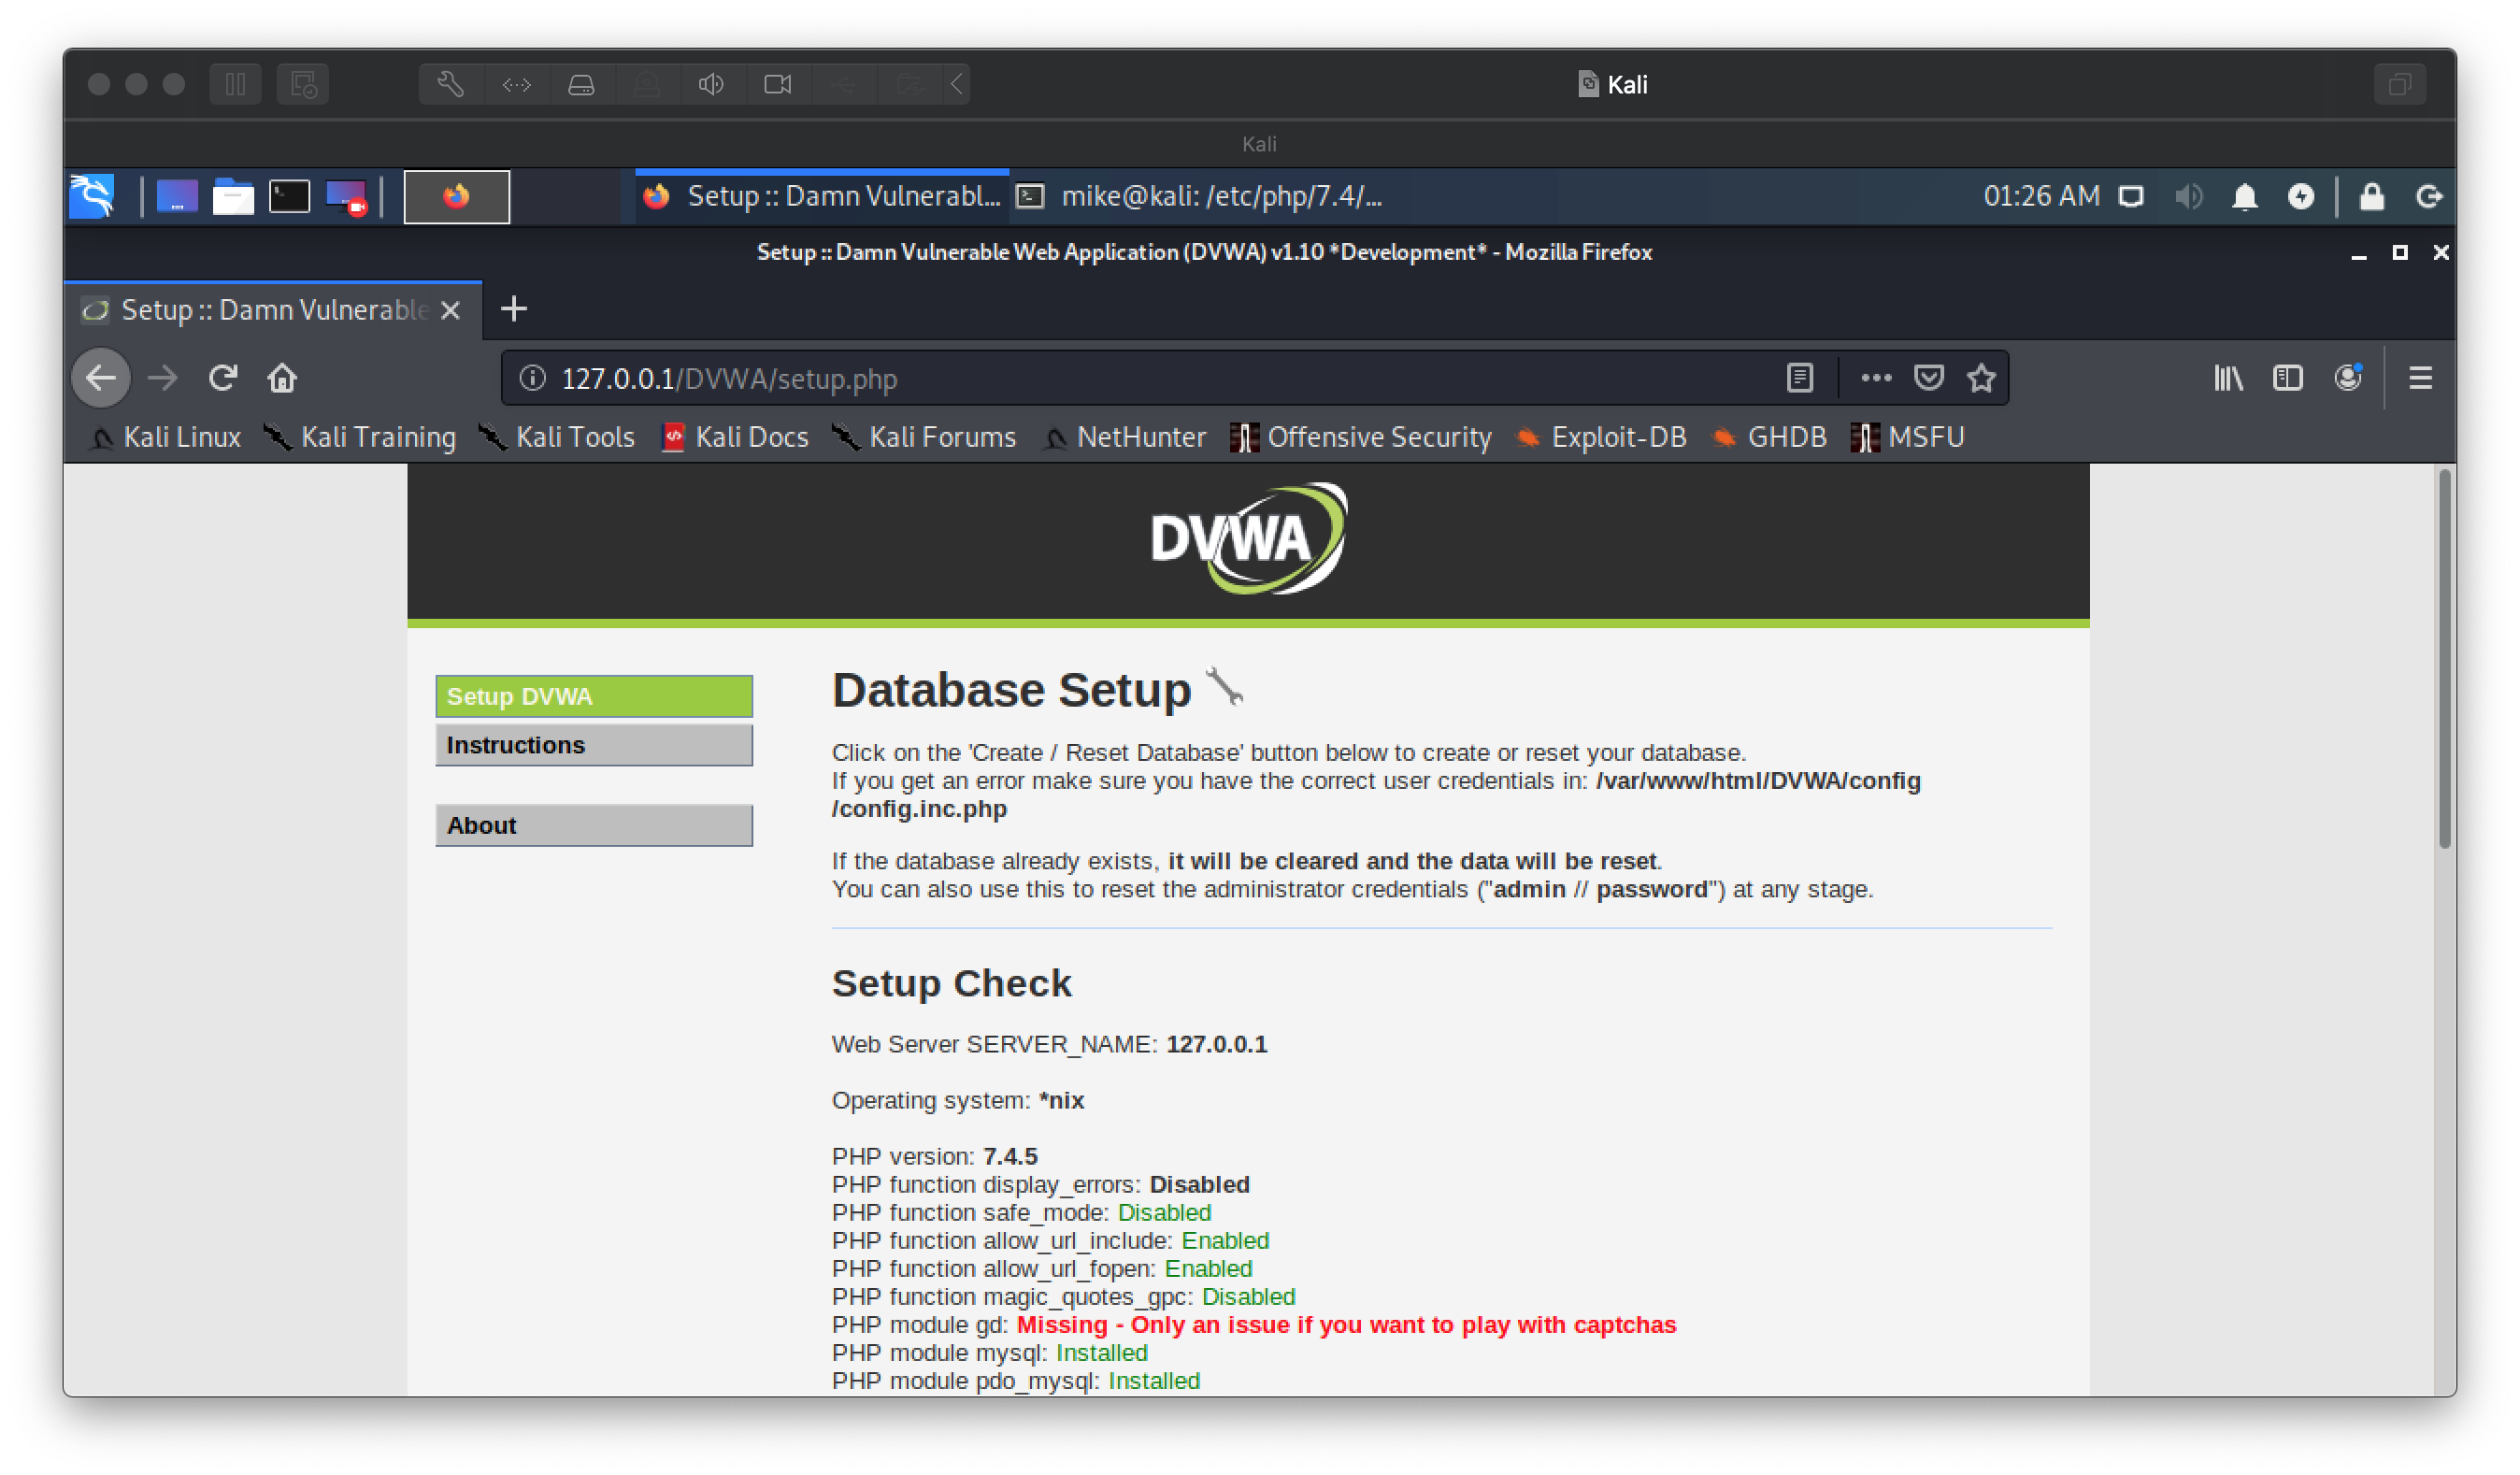 Kali
Kali
Setup :: Damn Vulnerabl...
mike@kali: /etc/php/7.4/...
01:26 AM
Setup :: Damn Vulnerable Web Application (DVWA) v1.10 *Development* - Mozilla Firefox
Setup :: Damn Vulnerable
127.0.0.1/DVWA/setup.php
Kali Linux Kali Training Kali Tools Kali Docs Kali Forums NetHunter Offensive Security Exploit-DB GHDB MSFU
DVWA
Setup DVWA
Instructions
About
Database Setup
Click on the 'Create / Reset Database' button below to create or reset your database.
If you get an error make sure you have the correct user credentials in: /var/www/html/DVWA/config
/config.inc.php
If the database already exists, it will be cleared and the data will be reset.
You can also use this to reset the administrator credentials ("admin // password") at any stage.
Setup Check
Web Server SERVER_NAME: 127.0.0.1
Operating system: *nix
PHP version: 7.4.5
PHP function display_errors: Disabled
PHP function safe_mode: Disabled
PHP function allow_url_include: Enabled
PHP function allow_url_fopen: Enabled
PHP function magic_quotes_gpc: Disabled
PHP module gd: Missing - Only an issue if you want to play with captchas
PHP module mysql: Installed
PHP module pdo_mysql: Installed